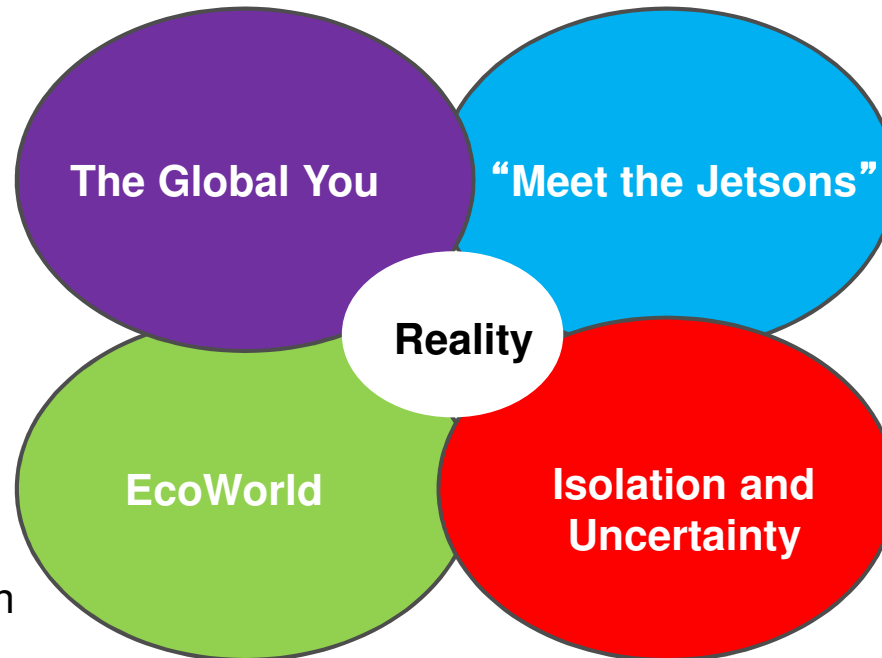 The Global You
“Meet the Jetsons”
Reality
EcoWorld
Isolation and
Uncertainty
n